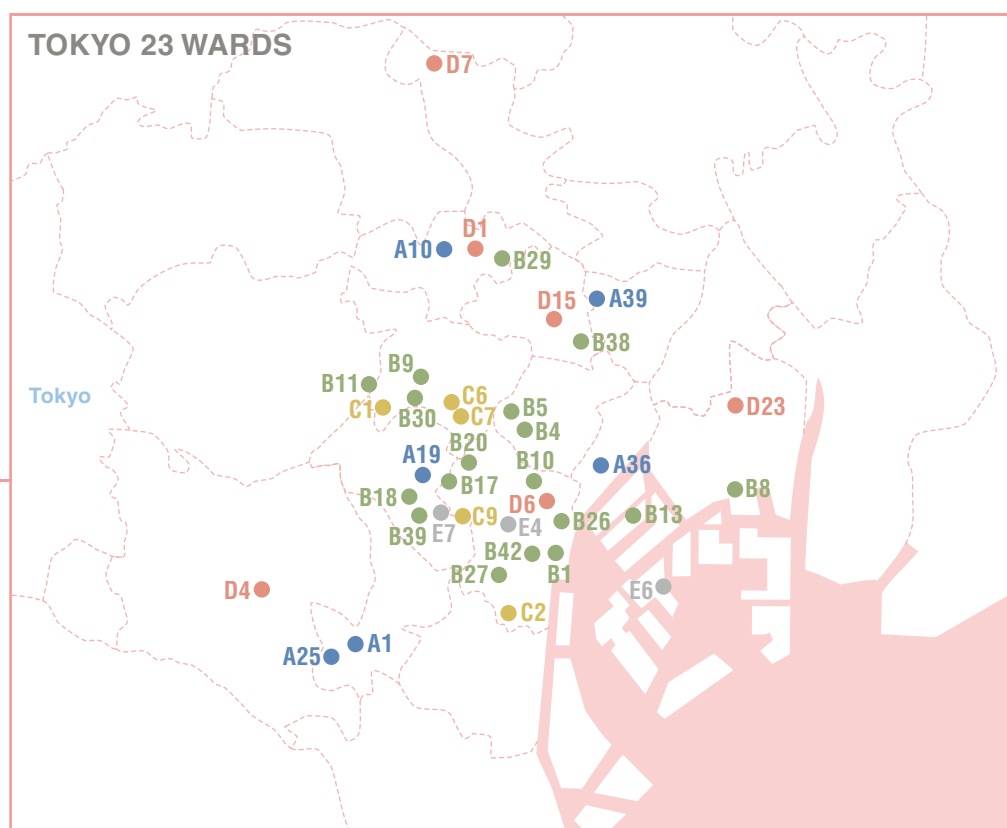 TOKYO 23 WARDS
D7
D1
A10
B29
A39
D15
B38
B9
B11
Tokyo
C6
C1
B30
C7
B5
D23
B4
B20
A19
A36
B10
B17
B8
B18
D6
B13
B39
E7
C9
E4
B26
B42
B1
B27
D4
E6
C2
A1
A25